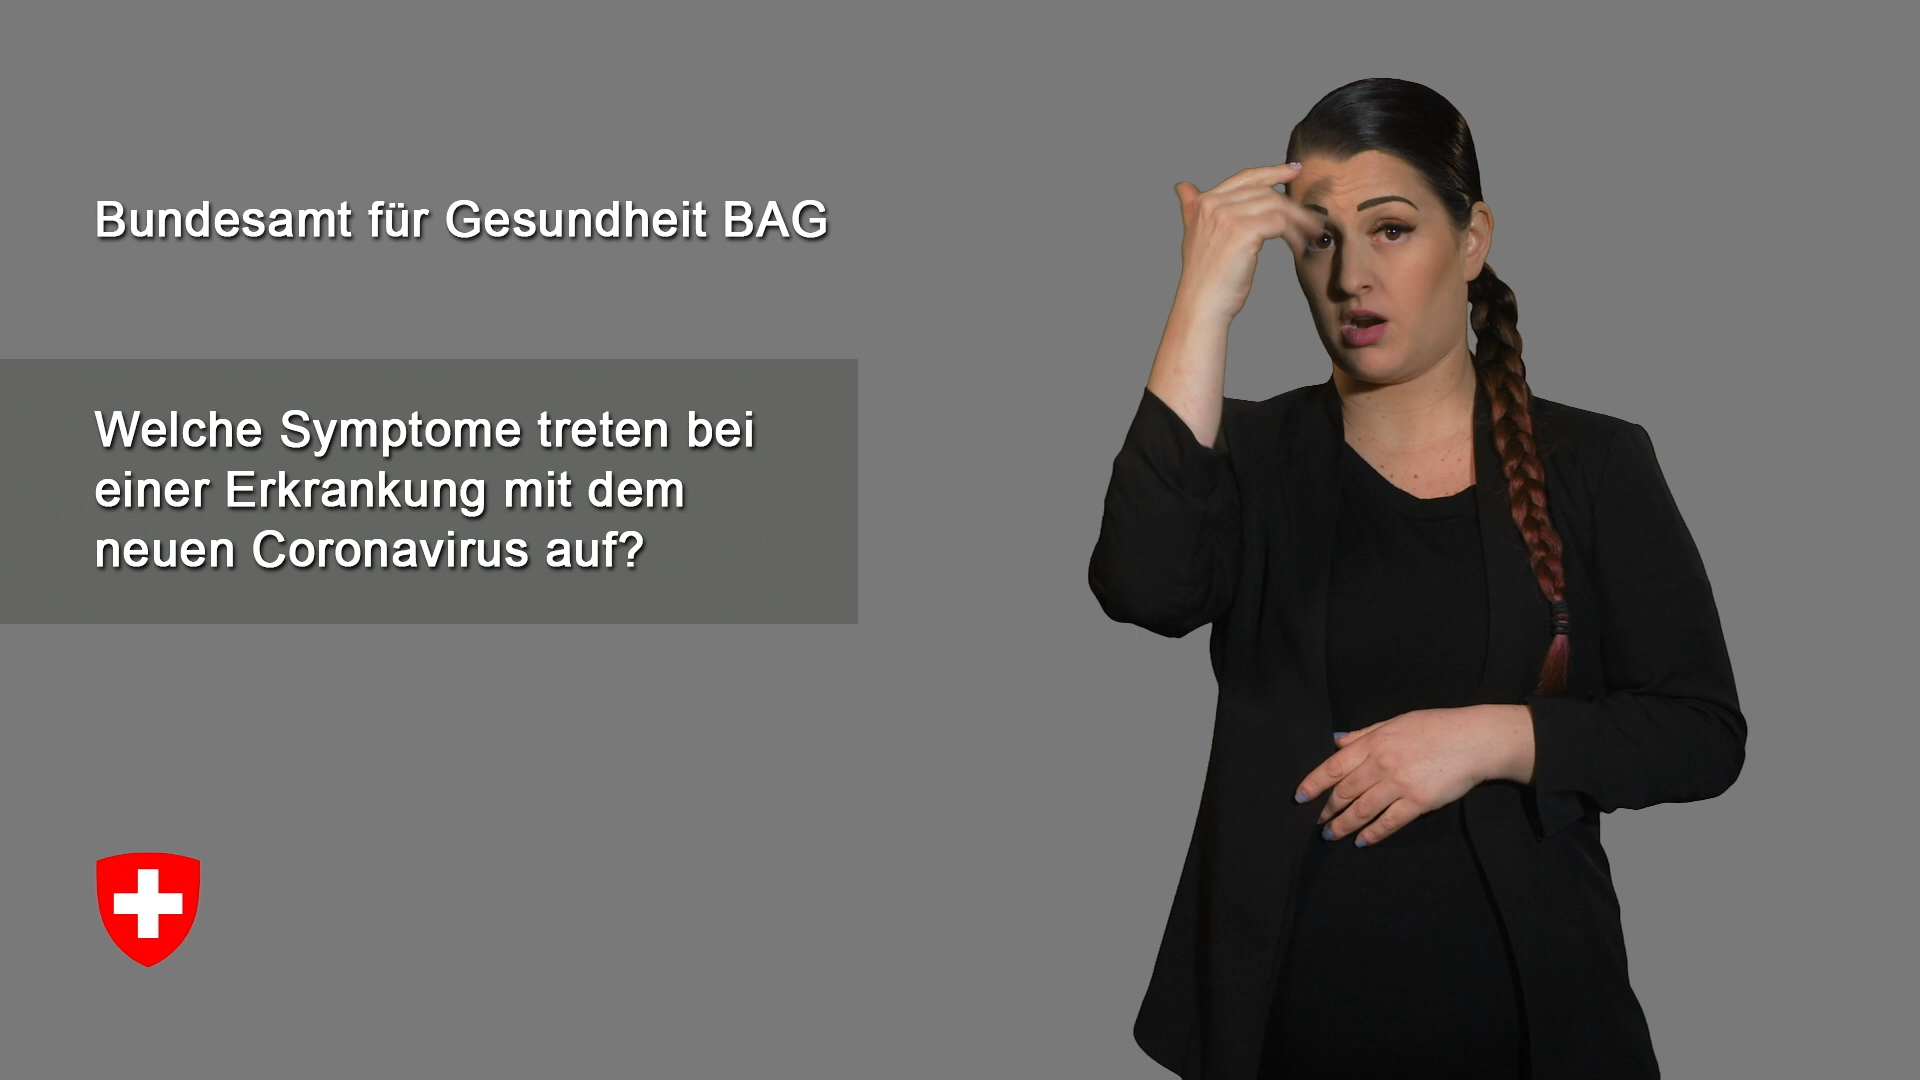 Bundesamt für Gesundheit BAG
Welche Symptome treten bei
einer Erkrankung mit dem
neuen Coronavirus auf?